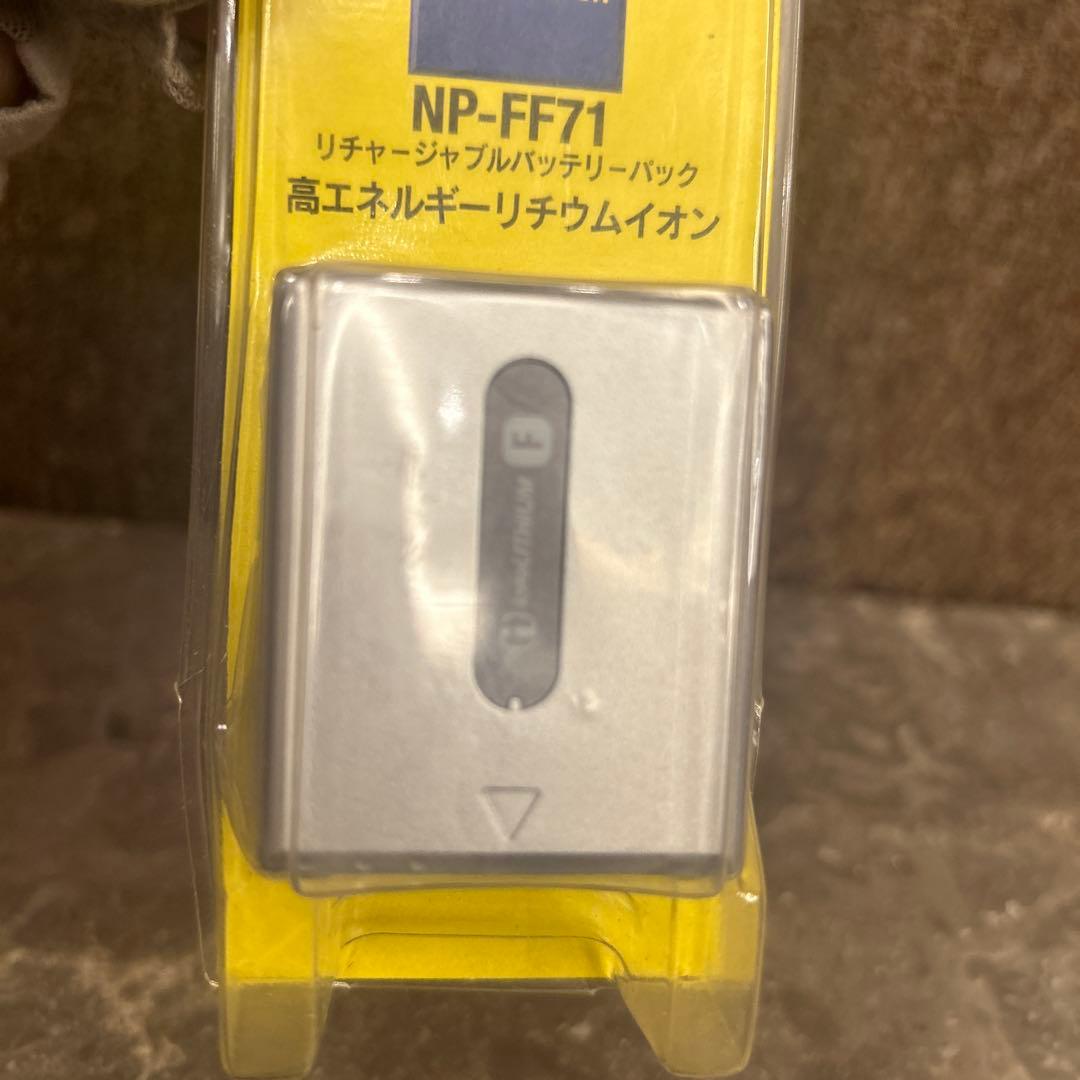 NP-FF71
リチャージャブルバッテリーパック
高エネルギーリチウムイオン
F
InfoLITHIUM
i